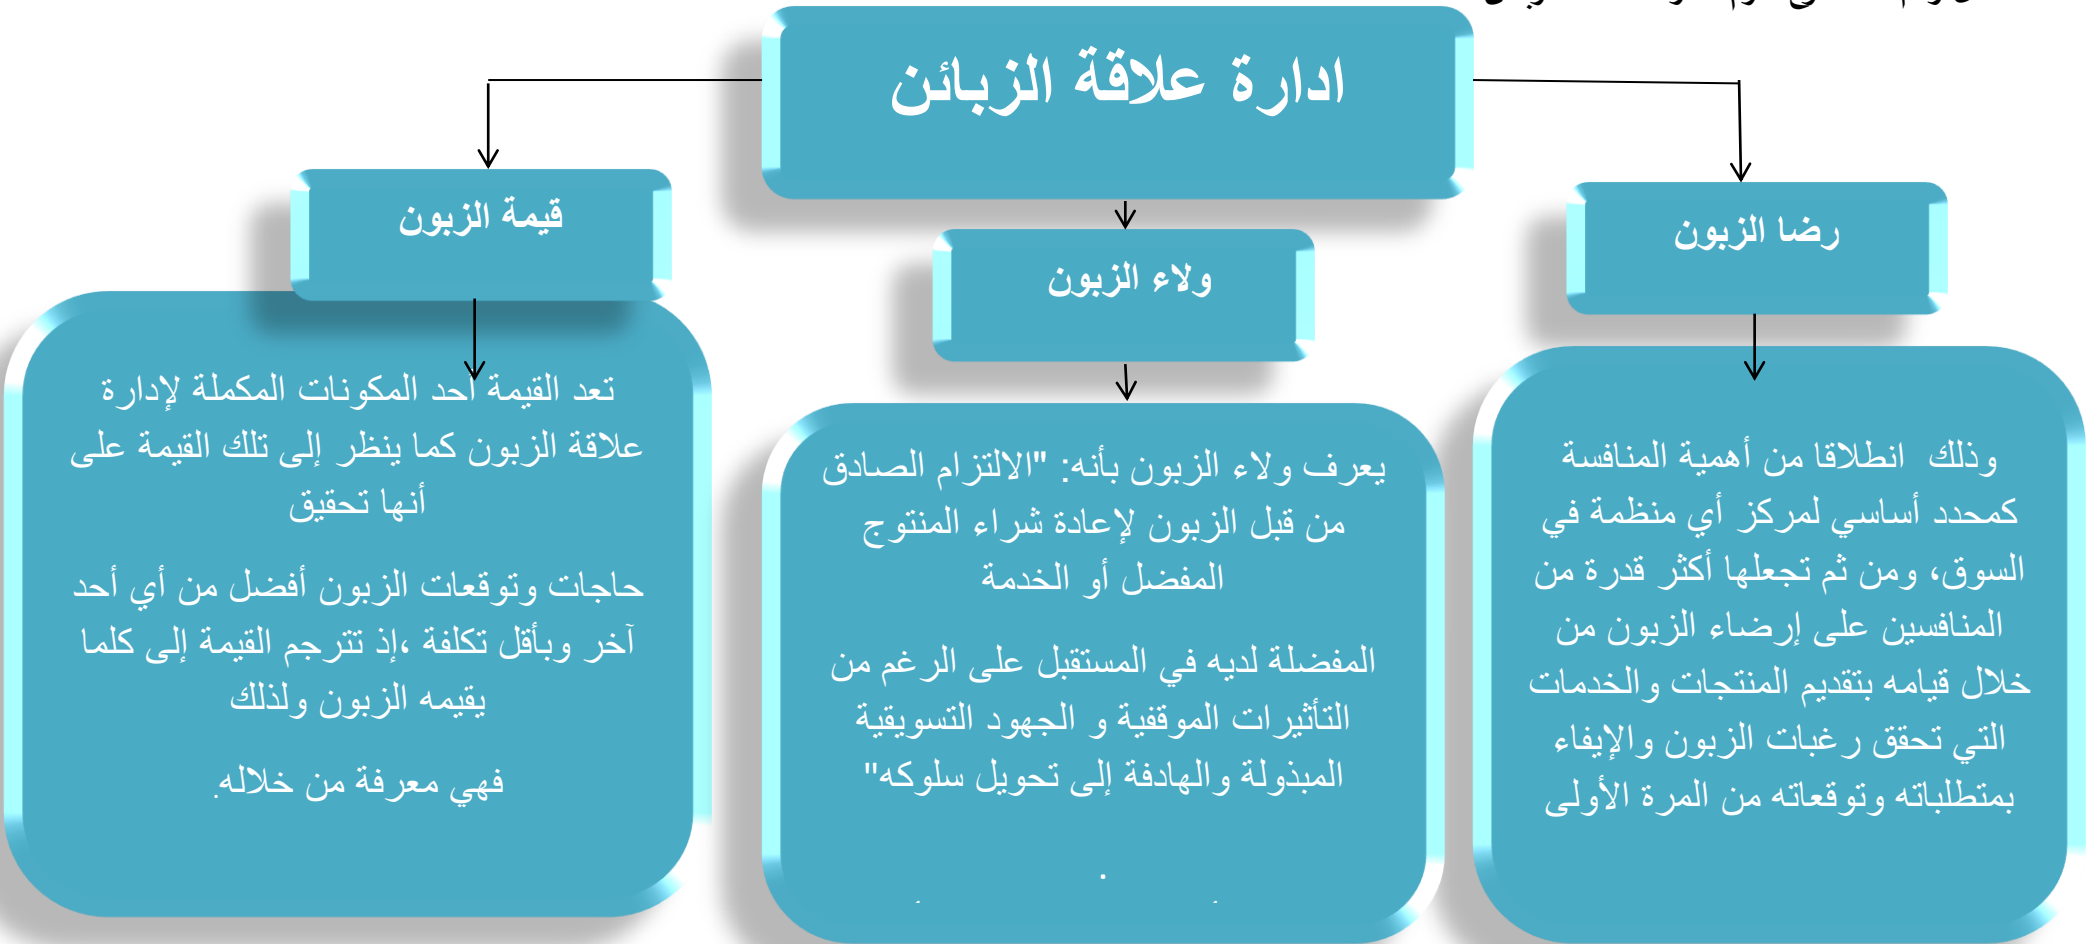 ادارة علاقة الزبائن
رضا الزبون
وذلك انطلاقا من أهمية المنافسة
كمحدد أساسي لمركز أي منظمة في
السوق، ومن ثم تجعلها أكثر قدرة من
المنافسين على إرضاء الزبون من
خلال قيامه بتقديم المنتجات والخدمات
التي تحقق رغبات الزبون والإيفاء
بمتطلباته وتوقعاته من المرة الأولى
ولاء الزبون
يعرف ولاء الزبون بأنه: "الالتزام الصادق
من قبل الزبون لإعادة شراء المنتوج
المفضل أو الخدمة
المفضلة لديه في المستقبل على الرغم من
التأثيرات الموقفية و الجهود التسويقية
المبذولة والهادفة إلى تحويل سلوكه"
.
قيمة الزبون
تعد القيمة أحد المكونات المكملة لإدارة
علاقة الزبون كما ينظر إلى تلك القيمة على
أنها تحقيق
حاجات وتوقعات الزبون أفضل من أي أحد
آخر وبأقل تكلفة ،إذ تترجم القيمة إلى كلما
يقيمه الزبون ولذلك
فهي معرفة من خلاله.